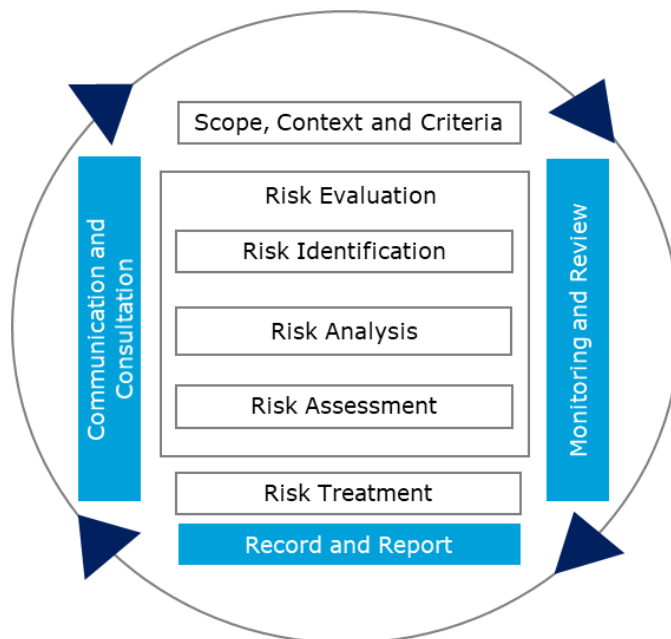 Scope, Context and Criteria
Communication and
Consultation
Risk Evaluation
Risk Identification
Risk Analysis
Risk Assessment
Monitoring and Review
Risk Treatment
Record and Report